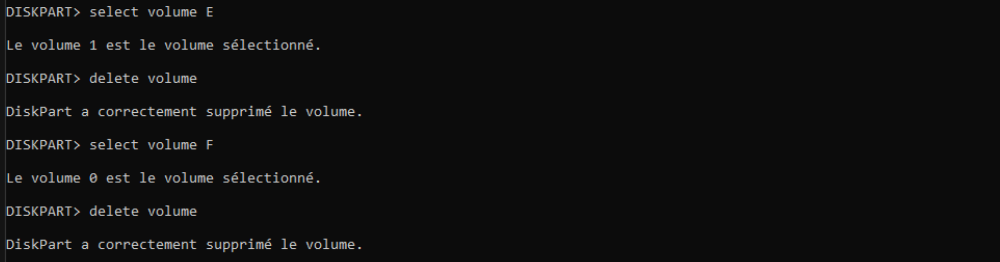 DISKPART> select volume E
Le volume 1 est le volume sélectionné.
DISKPART> delete volume
DiskPart a correctement supprimé le volume.
DISKPART> select volume F
Le volume 0 est le volume sélectionné.
DISKPART> delete volume
DiskPart a correctement supprimé le volume.